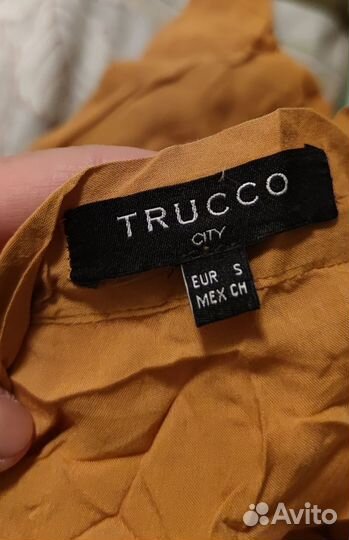 TRUCCO
CITY
EUR S
MEX CH
Avito